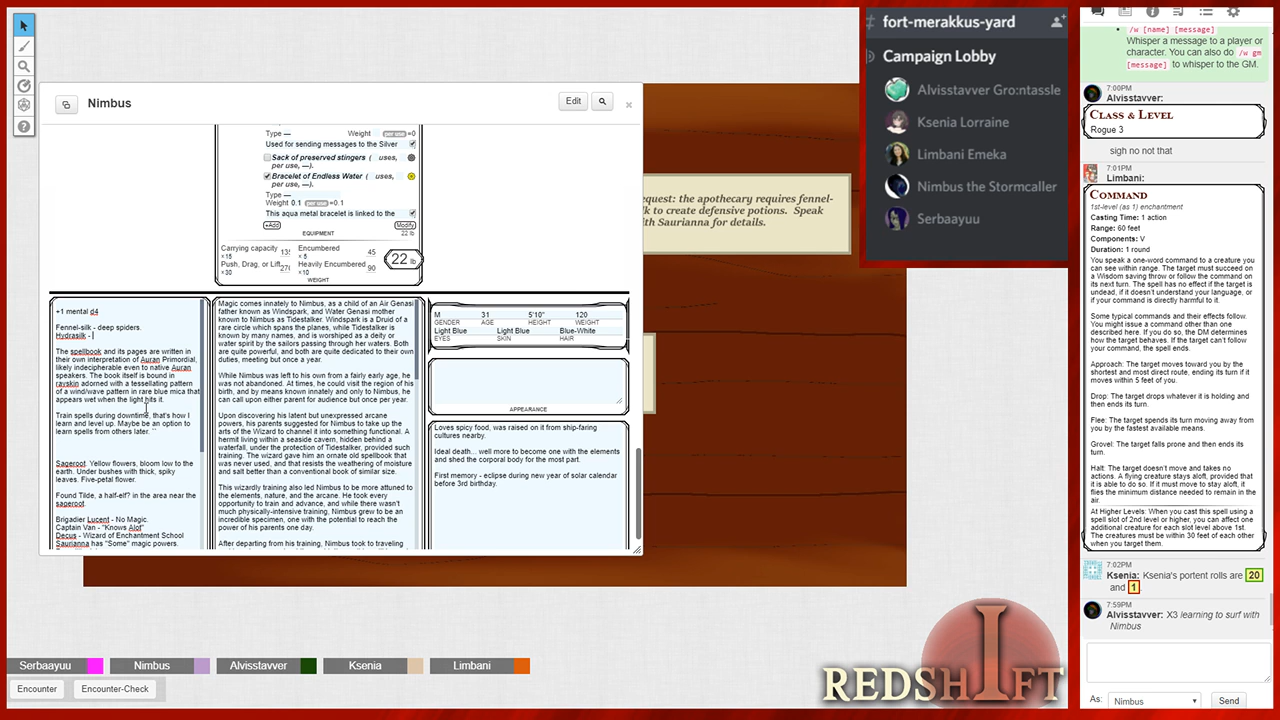 Nimbus
Edit
Type —
Weight
per use =0
Used for sending messages to the Silver
Sack of preserved stingers ( uses,
per use, —).
Bracelet of Endless Water ( uses,
per use, —).
Type —
Weight 0.1 per use =0.1
This aqua metal bracelet is linked to the
+Add
Modify
22 lb
EQUIPMENT
Carrying capacity
× 15
Encumbered
× 5
45
Push, Drag, or Lift
× 30
Heavily Encumbered
× 10
90
22 lb
WEIGHT
+1 mental d4
Fennel-silk - deep spiders.
Hydrasilk -
The spellbook and its pages are written in
their own interpretation of Auran Primordial,
likely indecipherable even to native Auran
speakers. The book itself is bound in
rayskin adorned with a tessellating pattern
of a wind/wave pattern in rare blue mica that
appears wet when the light hits it.
Train spells during downtime, that's how I
learn and level up. Maybe be an option to
learn spells from others later.
Sageroot. Yellow flowers, bloom low to the
earth. Under bushes with thick, spiky
leaves. Five-petal flower.
Found Tilde, a half-elf? in the area near the
sageroot.
Brigadier Lucent - No Magic.
Captain Van - "Knows Alof"
Decus - Wizard of Enchantment School
Saurianna has "Some" magic powers.
Magic comes innately to Nimbus, as a child of an Air Genasi
father known as Windspark, and Water Genasi mother
known to Nimbus as Tidestalker. Windspark is a Druid of a
rare circle which spans the planes, while Tidestalker is
known by many names, and is worshiped as a deity or
water spirit by the sailors passing through her waters. Both
are quite powerful, and both are quite dedicated to their own
duties, meeting but once a year.
While Nimbus was left to his own from a fairly early age, he
was not abandoned. At times, he could visit the region of his
birth, and by means known innately and only to Nimbus, he
can call upon either parent for audience but once per year.
Upon discovering his latent but unexpressed arcane
powers, his parents suggested for Nimbus to take up the
arts of the Wizard to channel it into something functional. A
hermit living within a seaside cavern, hidden behind a
waterfall, under the protection of Tidestalker, provided such
training. The wizard gave him an ornate old spellbook that
was never used, and that resists the weathering of moisture
and salt better than a conventional book of similar size.
This wizardly training also led Nimbus to be more attuned to
the elements, nature, and the arcane. He took every
opportunity to train and advance, and while there wasn't
much physically-intensive training, Nimbus grew to be an
incredible specimen, one with the potential to reach the
power of his parents one day.
After departing from his training, Nimbus took to traveling
M 31 5'10" 120
GENDER AGE HEIGHT WEIGHT
Light Blue Light Blue Blue-White
EYES SKIN HAIR
APPEARANCE
Loves spicy food, was raised on it from ship-faring
cultures nearby.
Ideal death... well more to become one with the elements
and shed the corporal body for the most part.
First memory - eclipse during new year of solar calendar
before 3rd birthday.
equest: the apothecary requires fennel-
lk to create defensive potions. Speak
ith Saurianna for details.
# fort-merakkus-yard
Campaign Lobby
Alvisstavver Gro:ntassle
Ksenia Lorraine
Limbani Emeka
Nimbus the Stormcaller
Serbaayuu
/w [name] [message]
Whisper a message to a player or
character. You can also do /w gm
[message] to whisper to the GM.
7:00PM
Alvisstavver:
CLASS & LEVEL
Rogue 3
sigh no not that
7:01PM
Limbani:
COMMAND
1st-level (as 1) enchantment
Casting Time: 1 action
Range: 60 feet
Components: V
Duration: 1 round
You speak a one-word command to a creature you
can see within range. The target must succeed on
a Wisdom saving throw or follow the command on
its next turn. The spell has no effect if the target is
undead, if it doesn't understand your language, or
if your command is directly harmful to it.
Some typical commands and their effects follow.
You might issue a command other than one
described here. If you do so, the DM determines
how the target behaves. If the target can't follow
your command, the spell ends.
Approach: The target moves toward you by the
shortest and most direct route, ending its turn if it
moves within 5 feet of you.
Drop: The target drops whatever it is holding and
then ends its turn.
Flee: The target spends its turn moving away from
you by the fastest available means.
Grovel: The target falls prone and then ends its
turn.
Halt: The target doesn't move and takes no
actions. A flying creature stays aloft, provided that
it is able to do so. If it must move to stay aloft, it
flies the minimum distance needed to remain in the
air.
At Higher Levels: When you cast this spell using a
spell slot of 2nd level or higher, you can affect one
additional creature for each slot level above 1st.
The creatures must be within 30 feet of each other
when you target them.
7:02PM
Ksenia: Ksenia's portent rolls are 20
and 1
7:59PM
Alvisstavver: X3 learning to surf with
Nimbus
As: Nimbus
Send
Serbaayuu
Nimbus
Alvisstavver
Ksenia
Limbani
Encounter
Encounter-Check
REDSHIFT